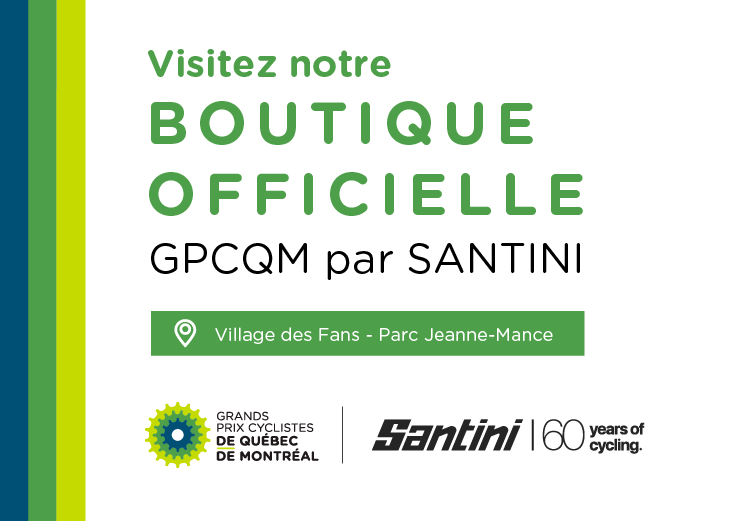 Visitez notre
BOUTIQUE
OFFICIELLE
GPCQM par SANTINI
Village des Fans - Parc Jeanne-Mance
GRANDS
PRIX CYCLISTES
DE QUÉBEC
DE MONTRÉAL
Santini | 60 years of
cycling.